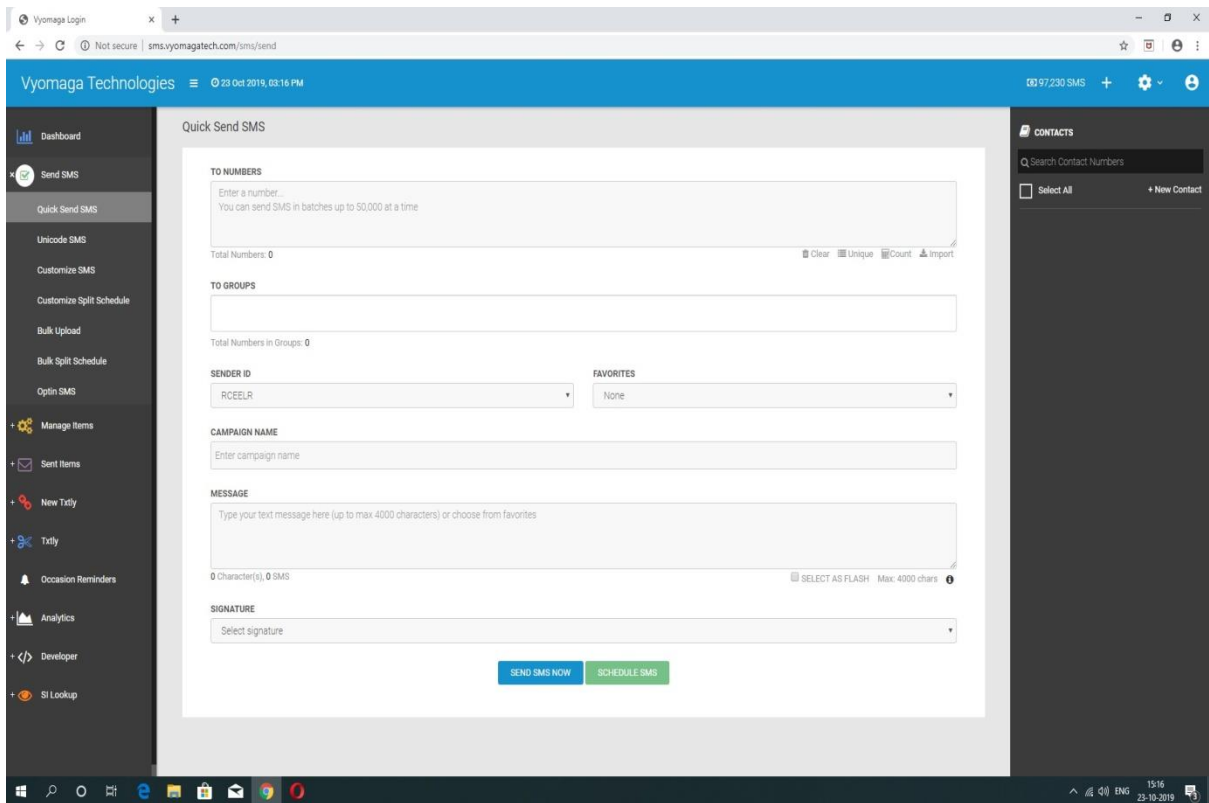 Vyomaga Login
Not secure | sms.vyomagatech.com/sms/send
Vyomaga Technologies 23 Oct 2019, 03:16 PM 97,230 SMS
Dashboard
Send SMS
Quick Send SMS
Unicode SMS
Customize SMS
Customize Split Schedule
Bulk Upload
Bulk Split Schedule
Optin SMS
Manage Items
Sent Items
New Txtly
Txtly
Occasion Reminders
Analytics
Developer
SI Lookup
Quick Send SMS
TO NUMBERS
Enter a number...
You can send SMS in batches up to 50,000 at a time
Total Numbers: 0 Clear Unique Count Import
TO GROUPS
Total Numbers in Groups: 0
SENDER ID FAVORITES
RCEELR None
CAMPAIGN NAME
Enter campaign name
MESSAGE
Type your text message here (up to max 4000 characters) or choose from favorites
0 Character(s), 0 SMS SELECT AS FLASH Max: 4000 chars
SIGNATURE
Select signature
SEND SMS NOW SCHEDULE SMS
CONTACTS
Search Contact Numbers
Select All + New Contact
ENG 15:16
23-10-2019